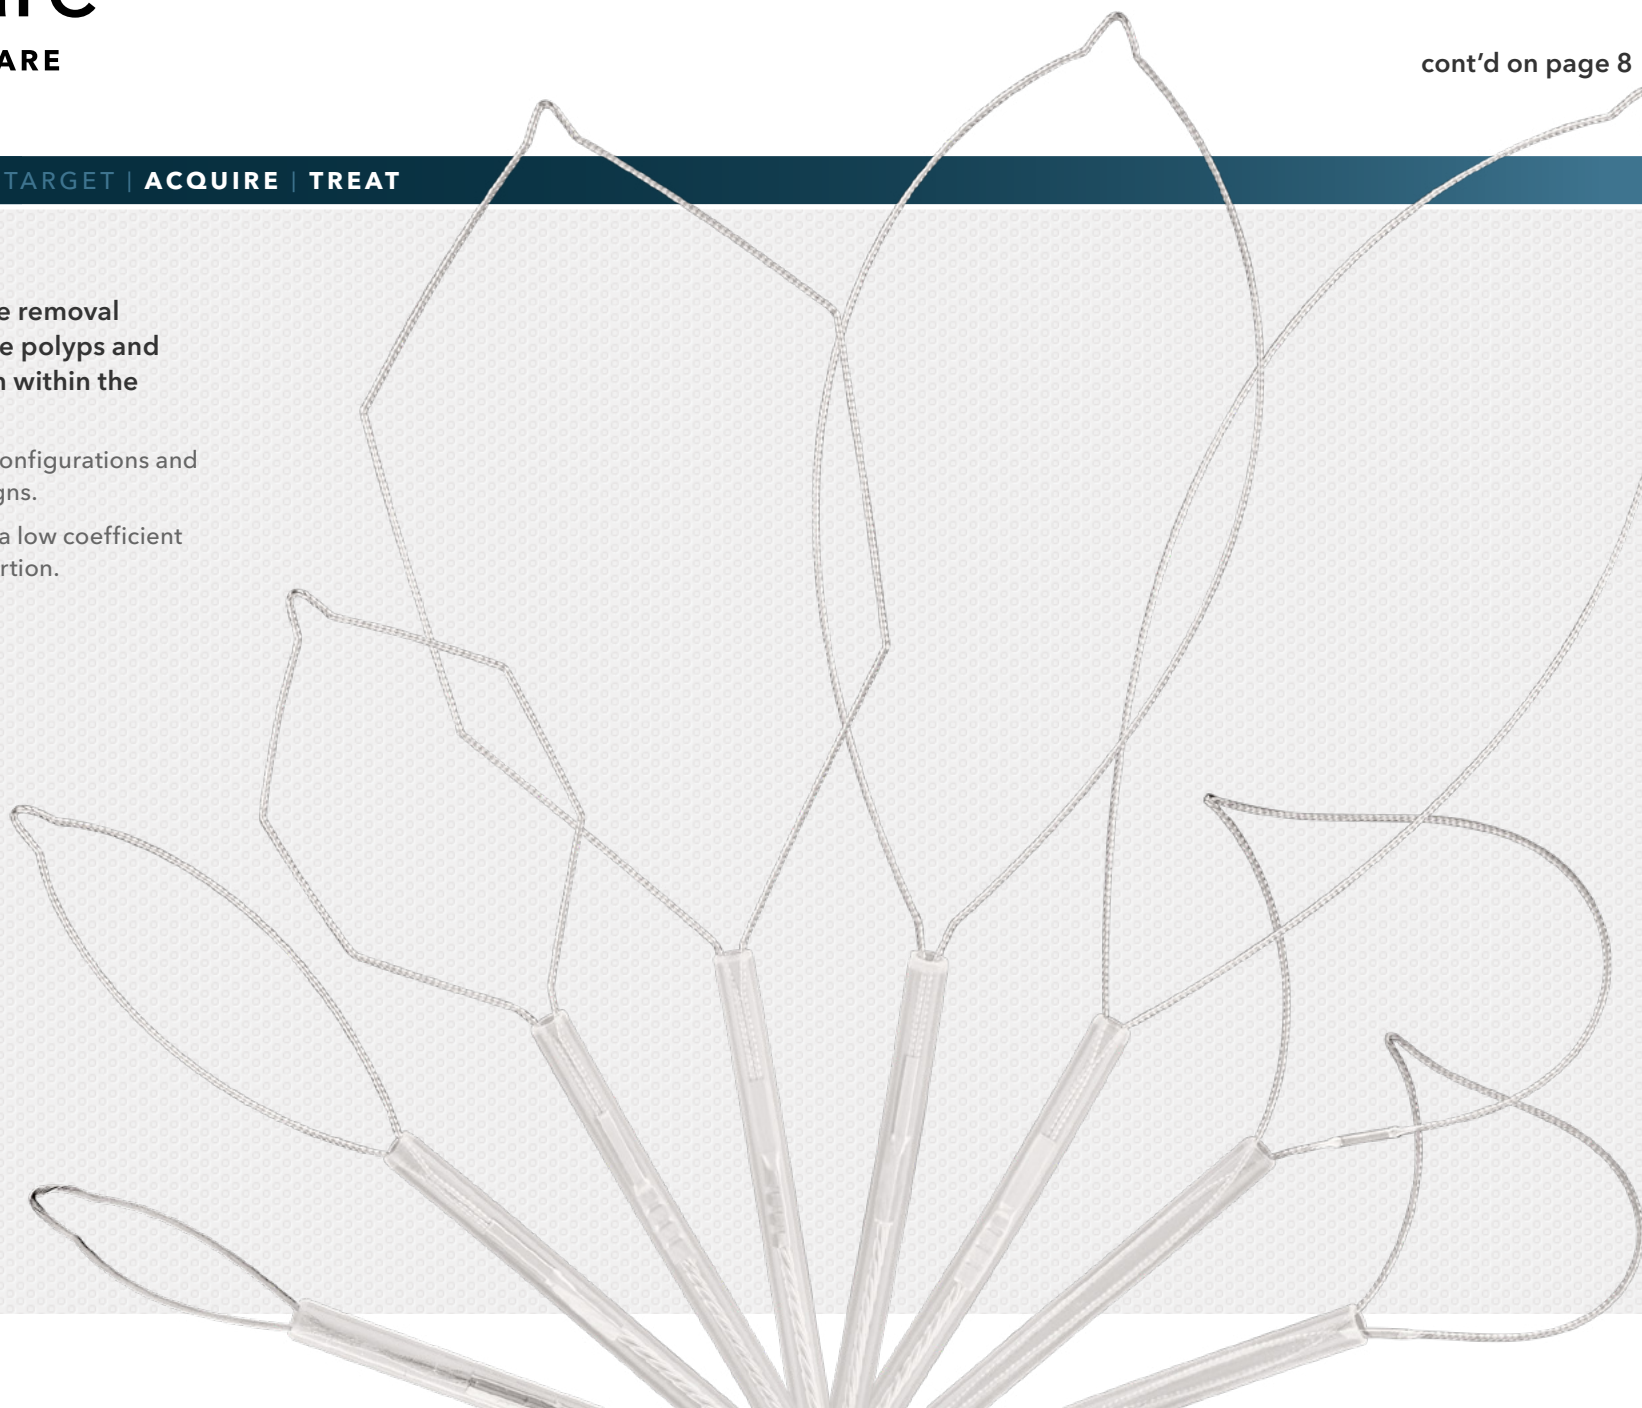 ARE
cont'd on page 8
TARGET | ACQUIRE | TREAT
e removal
e polyps and
n within the
onfigurations and
gns.
a low coefficient
rtion.